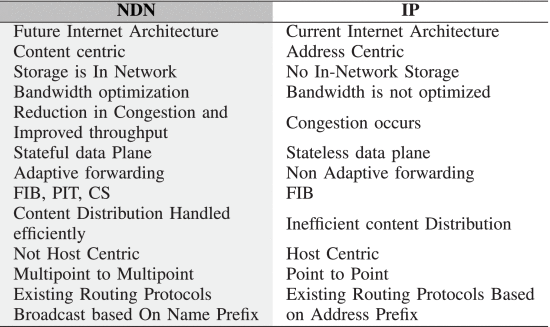 NDN IP
Future Internet Architecture Current Internet Architecture
Content centric Address Centric
Storage is In Network No In-Network Storage
Bandwidth optimization Bandwidth is not optimized
Reduction in Congestion and
Improved throughput
Congestion occurs
Stateful data Plane Stateless data plane
Adaptive forwarding Non Adaptive forwarding
FIB, PIT, CS FIB
Content Distribution Handled
efficiently
Inefficient content Distribution
Not Host Centric Host Centric
Multipoint to Multipoint Point to Point
Existing Routing Protocols Existing Routing Protocols Based
Broadcast based On Name Prefix on Address Prefix